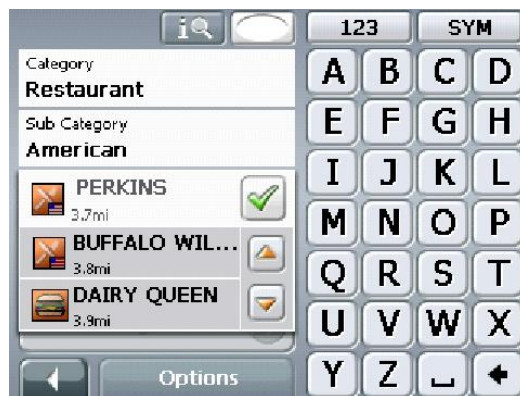 123 SYM
Category
Restaurant
Sub Category
American
PERKINS
3.7mi
BUFFALO WIL...
3.8mi
DAIRY QUEEN
3.9mi
Options
A B C D
E F G H
I J K L
M N O P
Q R S T
U V W X
Y Z